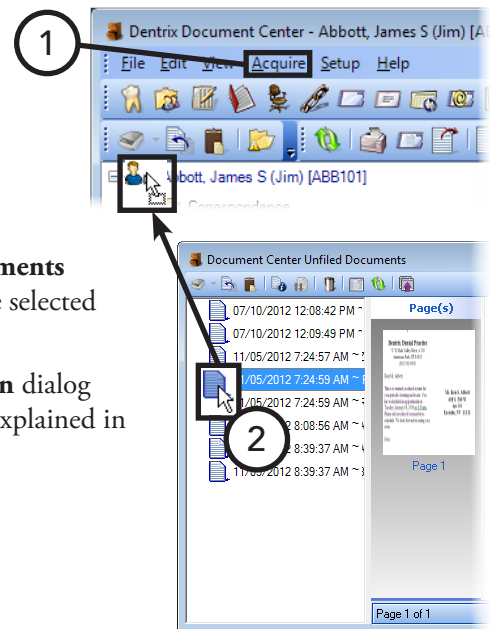 1
Dentrix Document Center - Abbott, James S (Jim) [A
File Edit View Acquire Setup Help
bbott, James S (Jim) [ABB101]
Correspondence
ments
e selected
n dialog
xplained in
Document Center Unfiled Documents
07/10/2012 12:08:42 PM ~
07/10/2012 12:09:49 PM ~
11/05/2012 7:24:57 AM ~
1/05/2012 7:24:59 AM ~
1/05/2012 7:24:59 AM ~
2 8:08:56 AM ~
2 8:39:37 AM ~
11/05/2012 8:39:37 AM ~
2
Page(s)
Dentrix Dental Practice
Page 1
Page 1 of 1